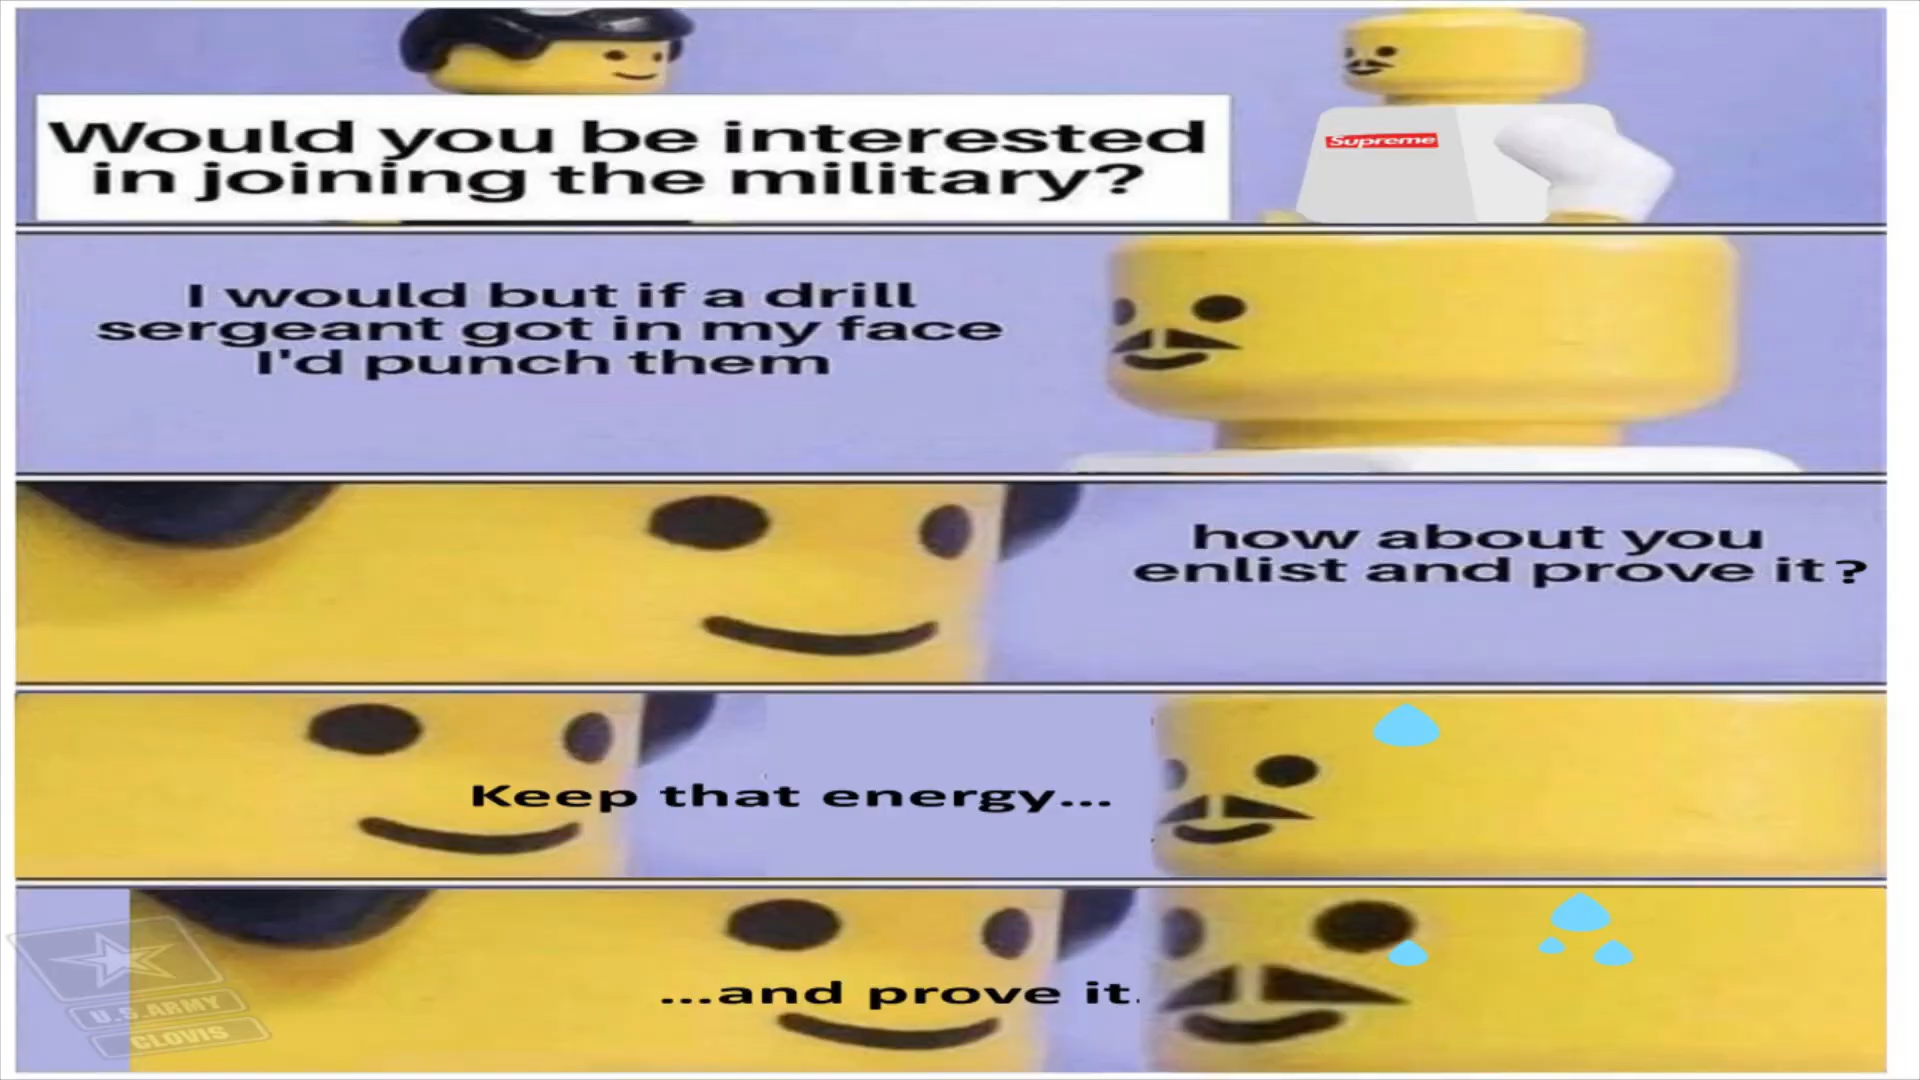 Would you be interested
in joining the military?
Supreme
I would but if a drill
sergeant got in my face
I'd punch them
how about you
enlist and prove it?
Keep that energy...
...and prove it.
U.S.ARMY
CLOVIS